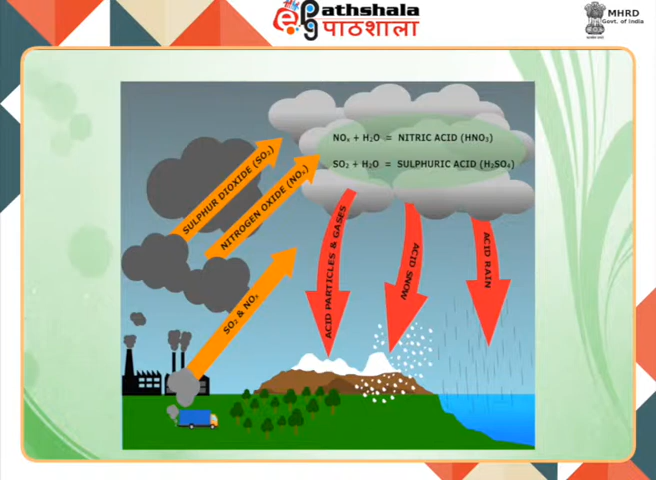 ePathshala
पाठशाला
MHRD
Govt. of India
NOₓ + H₂O = NITRIC ACID (HNO₃)
SO₂ + H₂O = SULPHURIC ACID (H₂SO₄)
SULPHUR DIOXIDE (SO₂)
NITROGEN OXIDE (NOₓ)
SO₂ & NOₓ
ACID PARTICLES & GASES
ACID SNOW
ACID RAIN